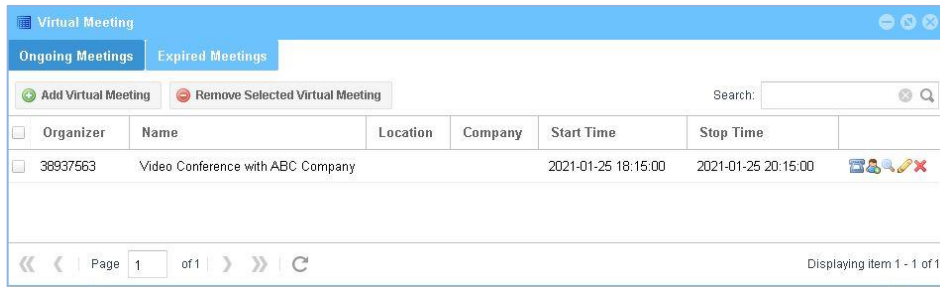 Virtual Meeting
Ongoing Meetings Expired Meetings
Add Virtual Meeting Remove Selected Virtual Meeting Search:
Organizer Name Location Company Start Time Stop Time
38937563 Video Conference with ABC Company 2021-01-25 18:15:00 2021-01-25 20:15:00
Page 1 of 1 Displaying item 1 - 1 of 1